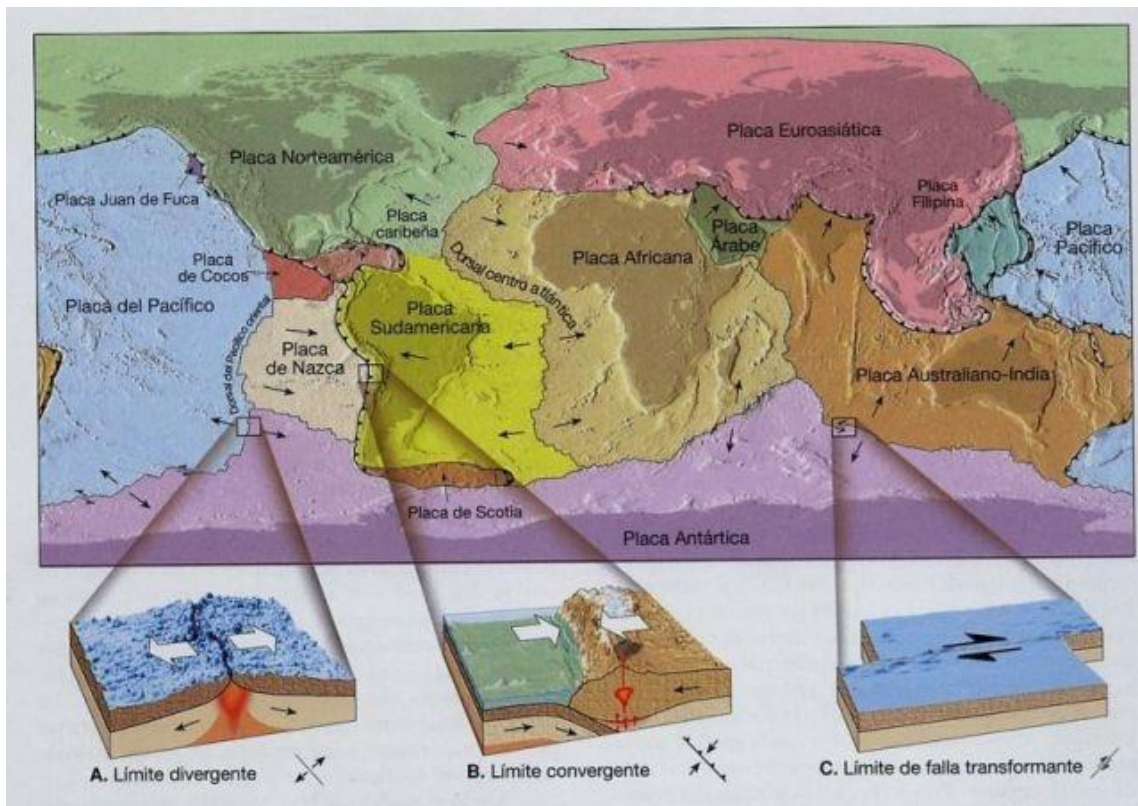 Placa Norteamérica
Placa Euroasiática
Placa Juan de Fuca
Placa
caribeña
Placa
Filipina
Placa
Pacífico
Placa
de Cocos
Placa
Árabe
Placa Africana
Placa del Pacífico
Dorsal del Pacífico oriental
Dorsal centro atlántica
Placa
Sudamericana
Placa
de Nazca
Placa Australiano-India
Placa de Scotia
Placa Antártica
A. Límite divergente
B. Límite convergente
C. Límite de falla transformante